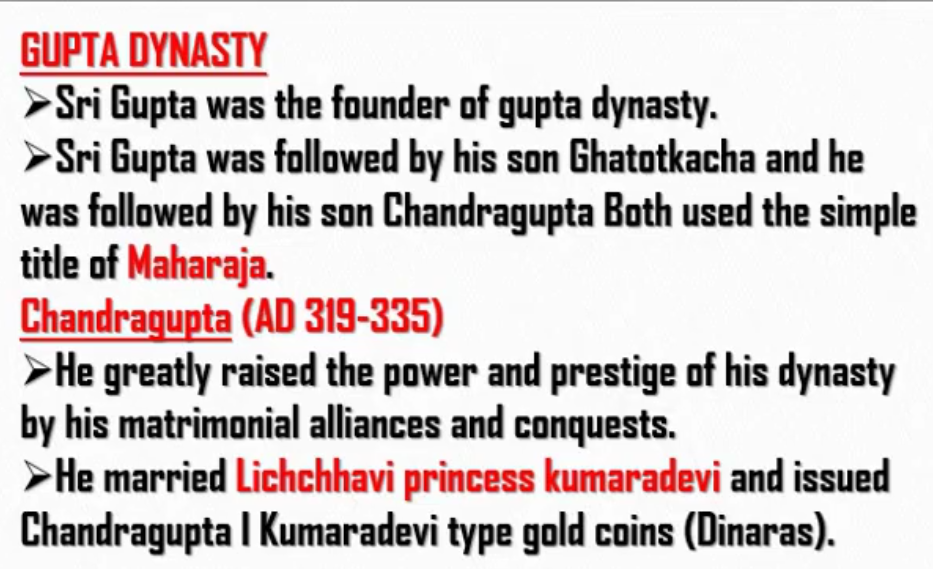 GUPTA DYNASTY
➢Sri Gupta was the founder of gupta dynasty.
➢Sri Gupta was followed by his son Ghatotkacha and he
was followed by his son Chandragupta Both used the simple
title of Maharaja.
Chandragupta (AD 319-335)
➢He greatly raised the power and prestige of his dynasty
by his matrimonial alliances and conquests.
➢He married Lichchhavi princess kumaradevi and issued
Chandragupta I Kumaradevi type gold coins (Dinaras).